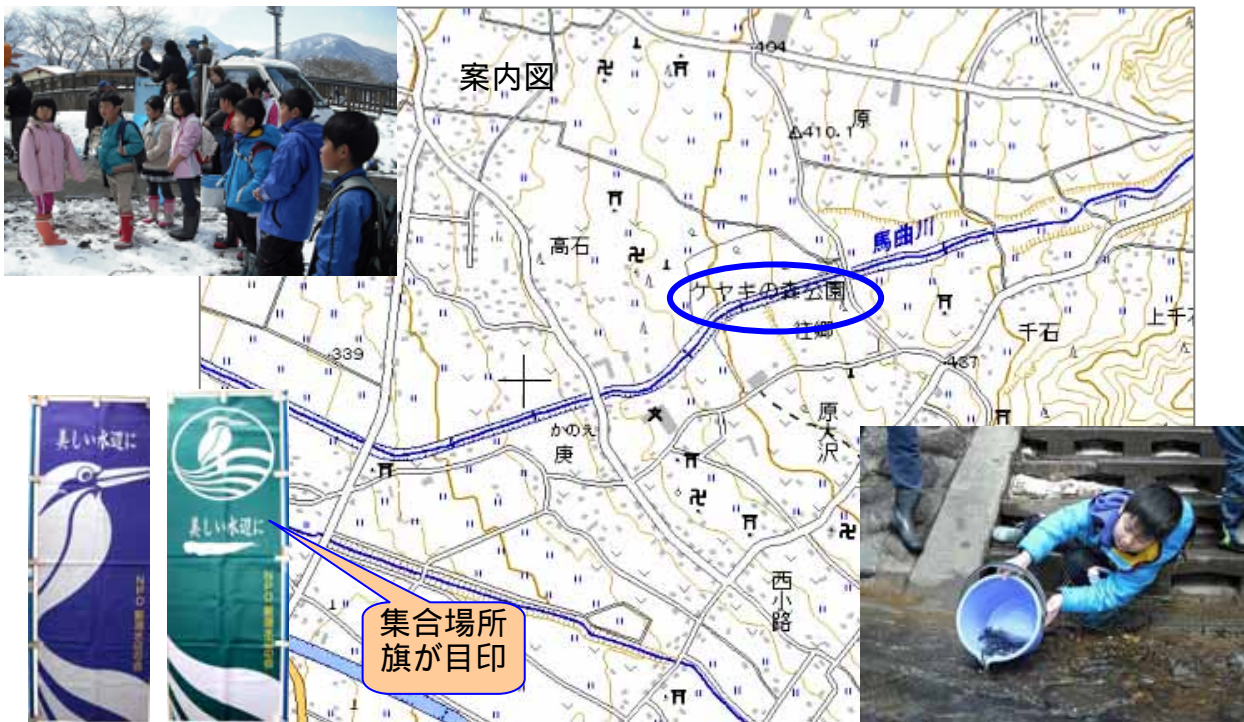 案内図
404
原
410.1
馬曲川
高石
ケヤキの森公園
往郷
千石
上千石
339
437
かのえ
庚
原大沢
西小路
美しい水辺に
美しい水辺に
集合場所
旗が目印